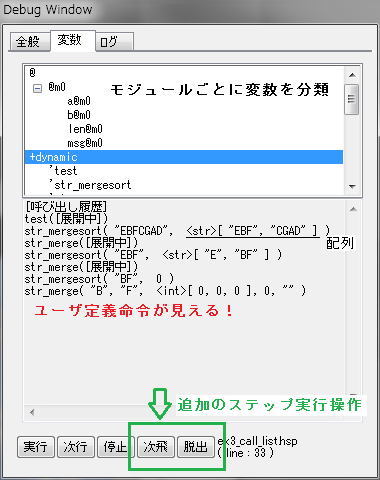 Debug Window
全般 変数 ログ
@
@m0
モジュールごとに変数を分類
a@m0
b@m0
len@m0
msg@m0
+dynamic
'test
'str_mergesort
[呼び出し履歴]
test([展開中])
str_mergesort( "EBFCGAD", <str>[ "EBF", "CGAD" ] )
str_merge([展開中]) 配列
str_mergesort( "EBF", <str>[ "E", "BF" ] )
str_merge([展開中])
str_mergesort( "BF", 0 )
str_merge( "B", "F", <int>[ 0, 0, 0 ], 0, "" )
ユーザ定義命令が見える！
追加のステップ実行操作
実行 次行 停止 次飛 脱出 ex3_call_list.hsp
( line : 33 )